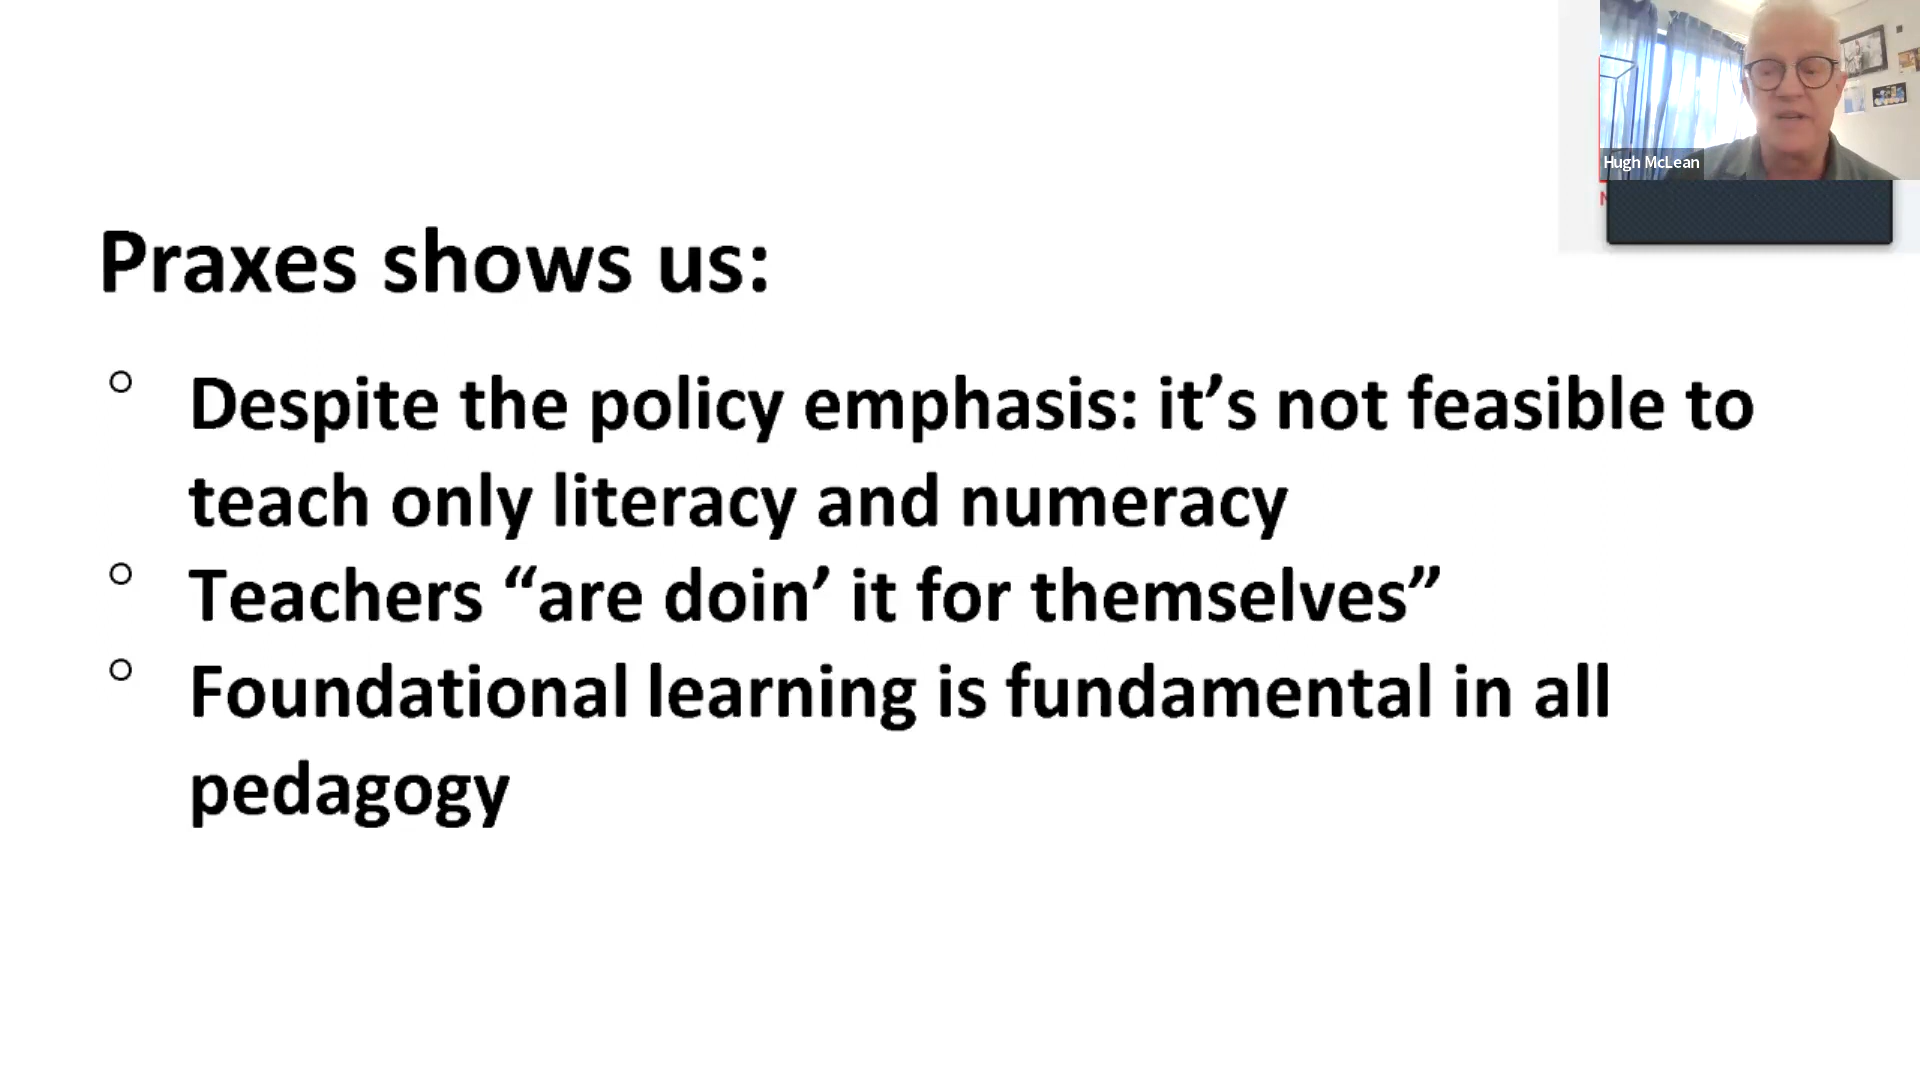 Hugh McLean
Praxes shows us:
Despite the policy emphasis: it’s not feasible to
teach only literacy and numeracy
Teachers “are doin’ it for themselves”
Foundational learning is fundamental in all
pedagogy